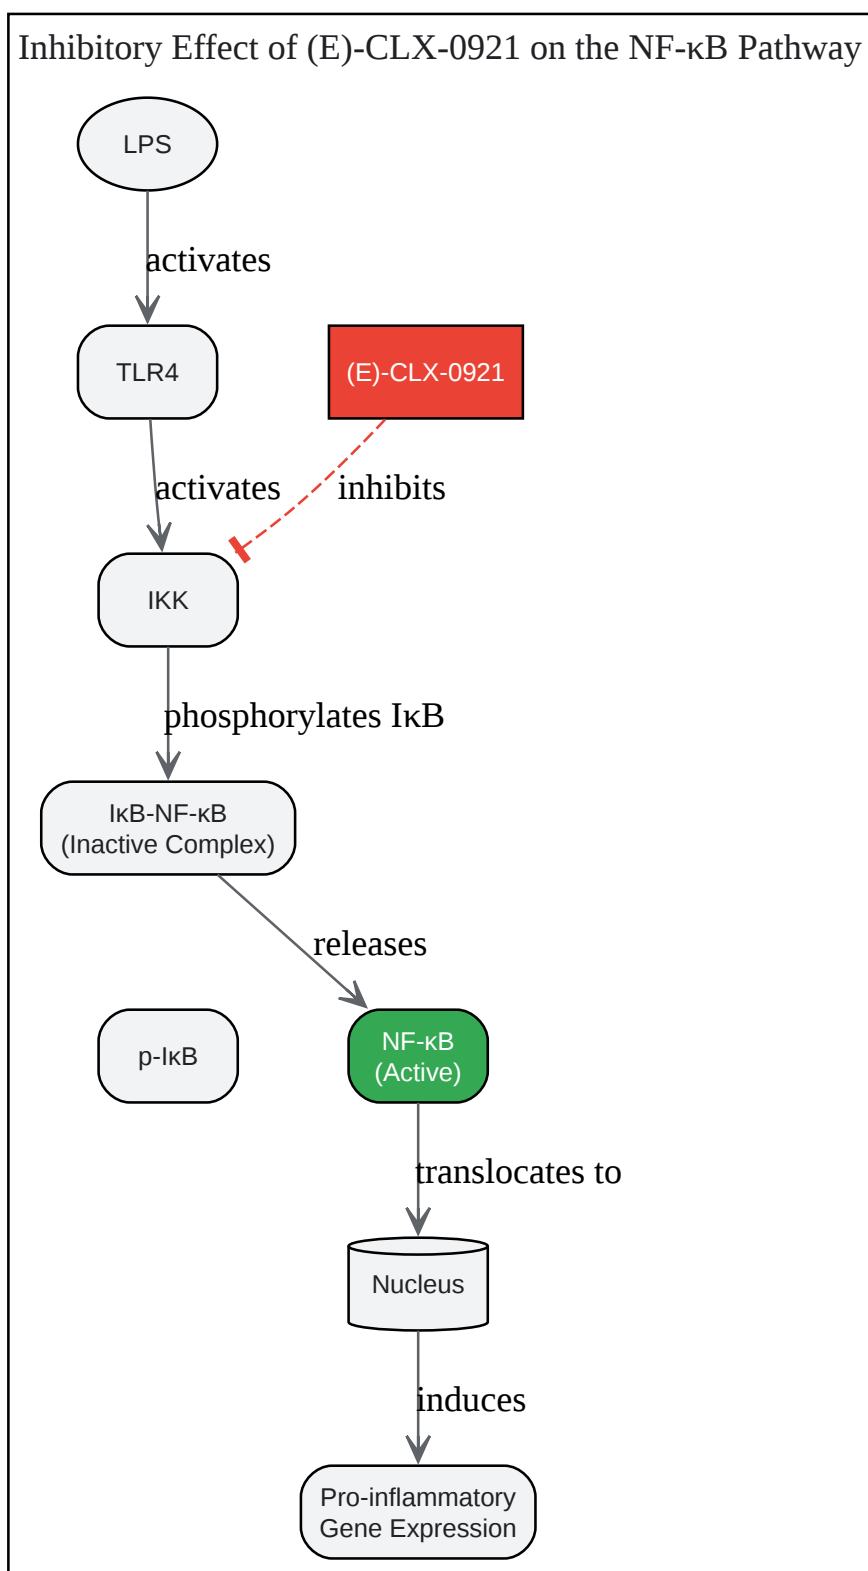 Inhibitory Effect of (E)-CLX-0921 on the NF-κB Pathway
LPS
activates
TLR4
(E)-CLX-0921
activates
inhibits
IKK
phosphorylates IκB
IκB-NF-κB
(Inactive Complex)
releases
p-IκB
NF-κB
(Active)
translocates to
Nucleus
induces
Pro-inflammatory
Gene Expression